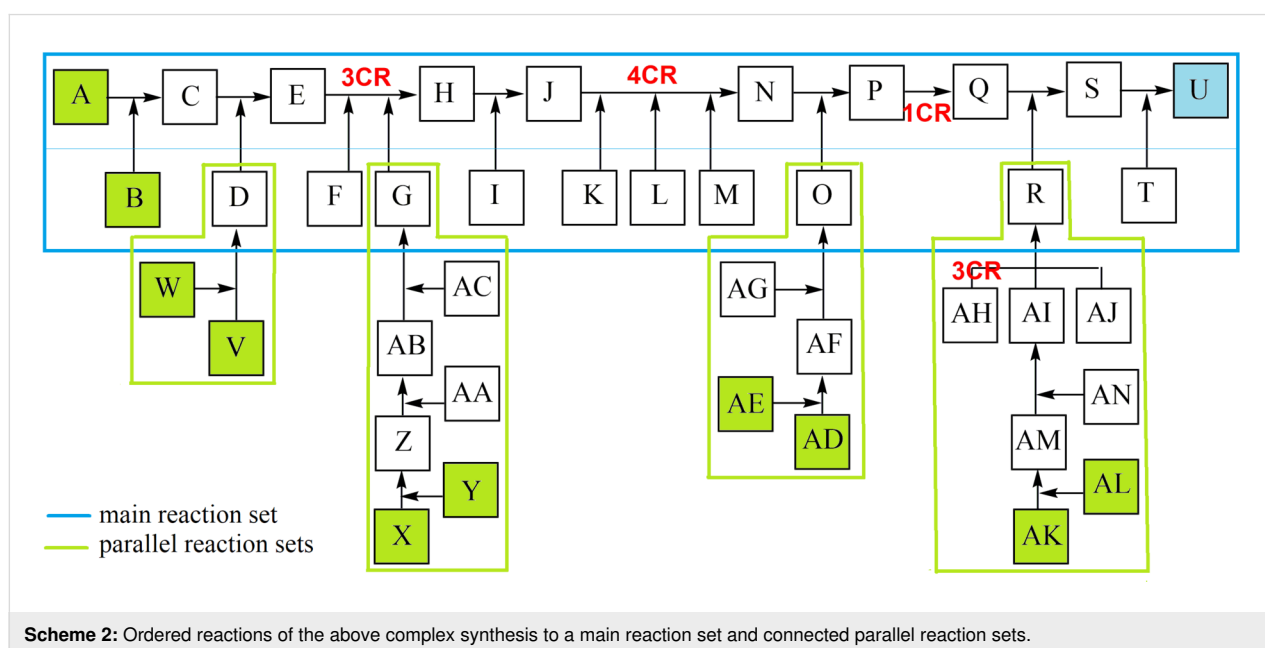 3CR 4CR
A C E H J N P Q S U
1CR
B D F G I K L M O R T
W AC AG 3CR
AH AI AJ
V AB AF
AA AE AN
Z AD AM
Y AL
X AK
main reaction set
parallel reaction sets
Scheme 2: Ordered reactions of the above complex synthesis to a main reaction set and connected parallel reaction sets.